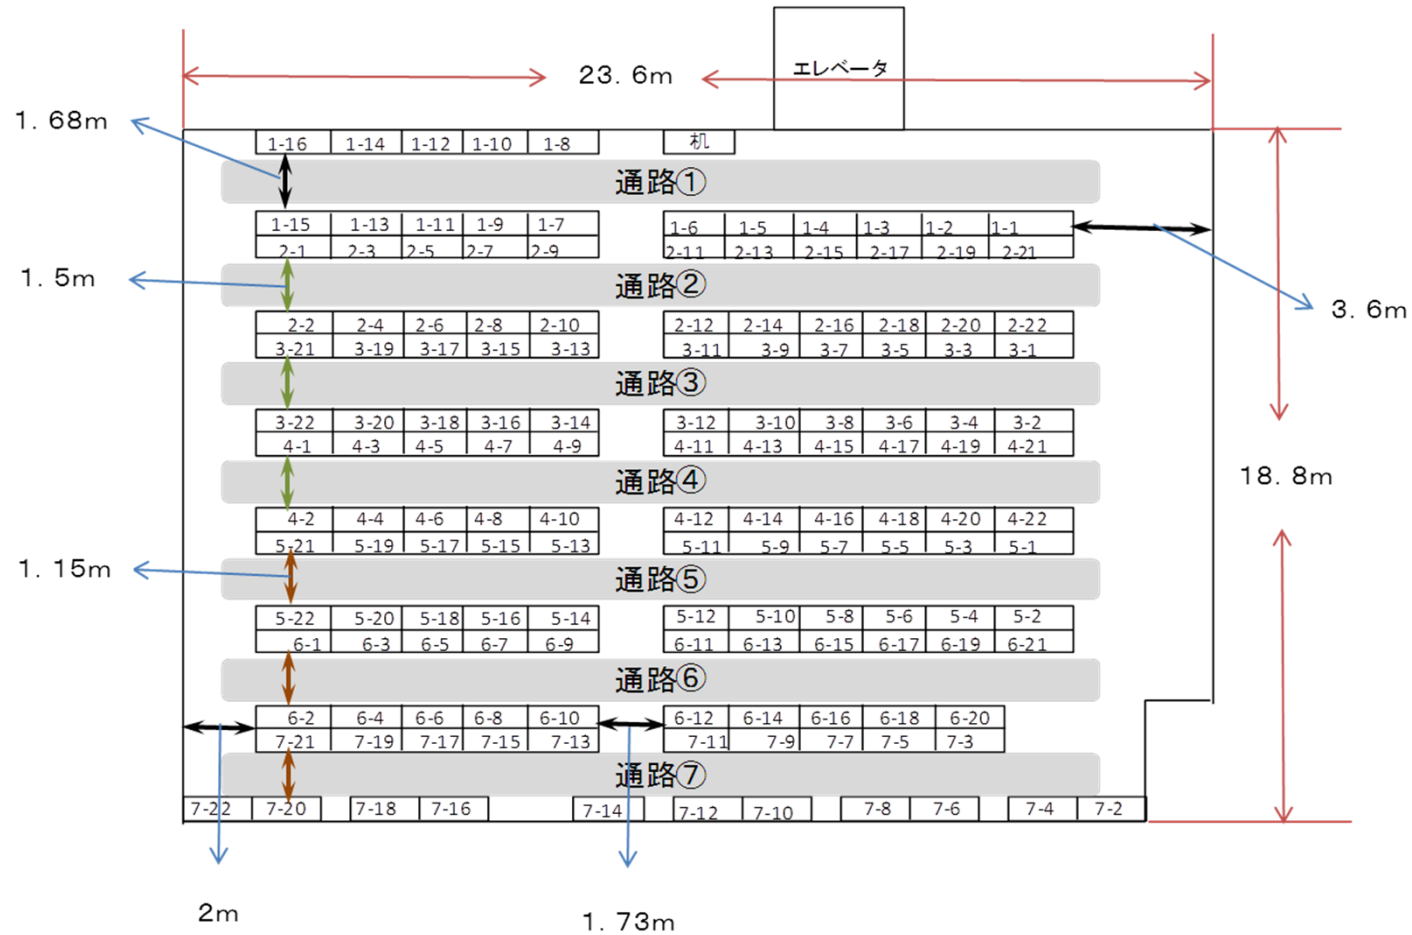 エレベータ
23. 6m
1. 68m
1-16 1-14 1-12 1-10 1-8 机
通路①
1-15 1-13 1-11 1-9 1-7 1-6 1-5 1-4 1-3 1-2 1-1
2-1 2-3 2-5 2-7 2-9 2-11 2-13 2-15 2-17 2-19 2-21
1. 5m
通路②
3. 6m
2-2 2-4 2-6 2-8 2-10 2-12 2-14 2-16 2-18 2-20 2-22
3-21 3-19 3-17 3-15 3-13 3-11 3-9 3-7 3-5 3-3 3-1
通路③
3-22 3-20 3-18 3-16 3-14 3-12 3-10 3-8 3-6 3-4 3-2
4-1 4-3 4-5 4-7 4-9 4-11 4-13 4-15 4-17 4-19 4-21
通路④
18. 8m
4-2 4-4 4-6 4-8 4-10 4-12 4-14 4-16 4-18 4-20 4-22
5-21 5-19 5-17 5-15 5-13 5-11 5-9 5-7 5-5 5-3 5-1
1. 15m
通路⑤
5-22 5-20 5-18 5-16 5-14 5-12 5-10 5-8 5-6 5-4 5-2
6-1 6-3 6-5 6-7 6-9 6-11 6-13 6-15 6-17 6-19 6-21
通路⑥
6-2 6-4 6-6 6-8 6-10 6-12 6-14 6-16 6-18 6-20
7-21 7-19 7-17 7-15 7-13 7-11 7-9 7-7 7-5 7-3
通路⑦
7-22 7-20 7-18 7-16 7-14 7-12 7-10 7-8 7-6 7-4 7-2
2m
1. 73m